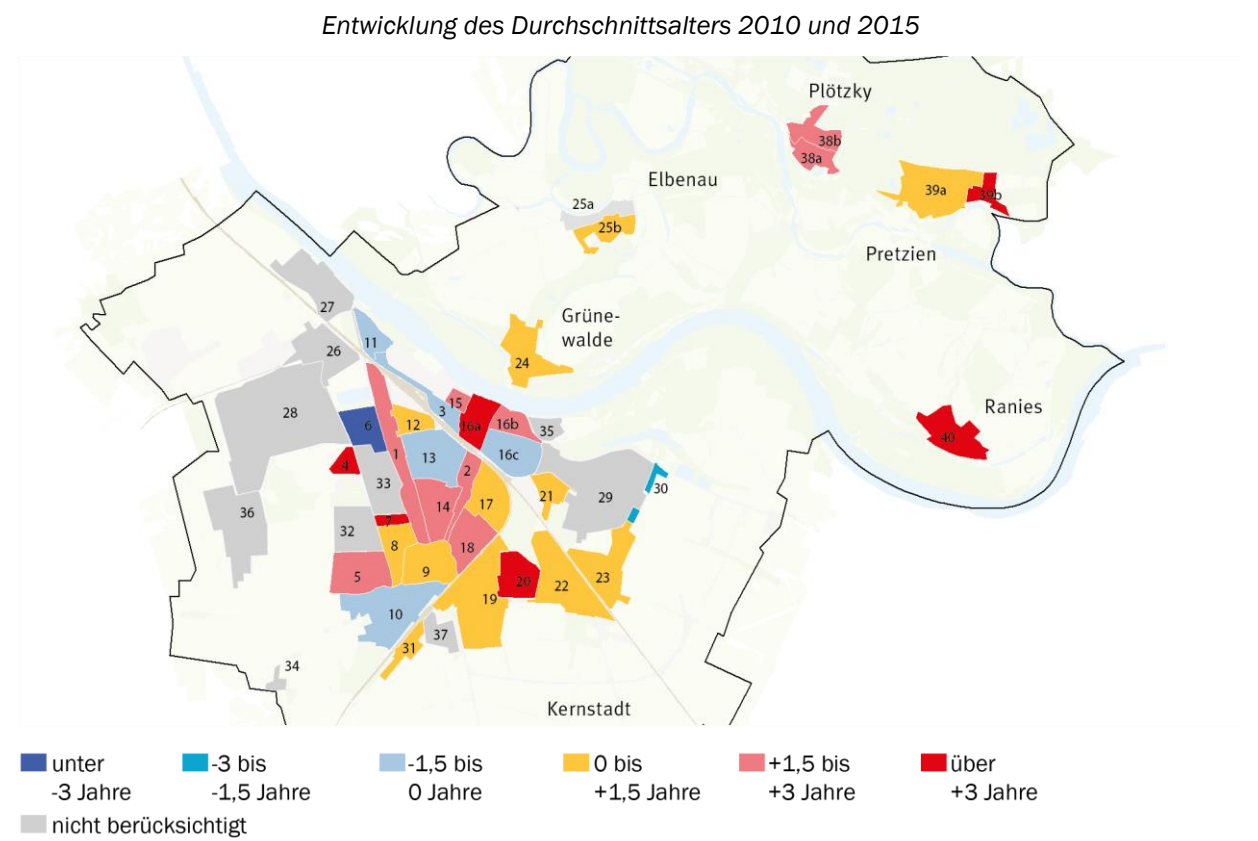 Entwicklung des Durchschnittsalters 2010 und 2015
Plötzky
38b
38a
Elbenau
39a
39b
25a
25b
Pretzien
27
Grüne-
walde
11
26
24
28
15
3
Ranies
6
12
16a
16b
35
40
1
13
16c
4
2
33
30
21
29
14
17
36
7
32
8
18
5
9
20
22
23
19
10
37
31
34
Kernstadt
unter
-3 Jahre
-3 bis
-1,5 Jahre
-1,5 bis
0 Jahre
0 bis
+1,5 Jahre
+1,5 bis
+3 Jahre
über
+3 Jahre
nicht berücksichtigt